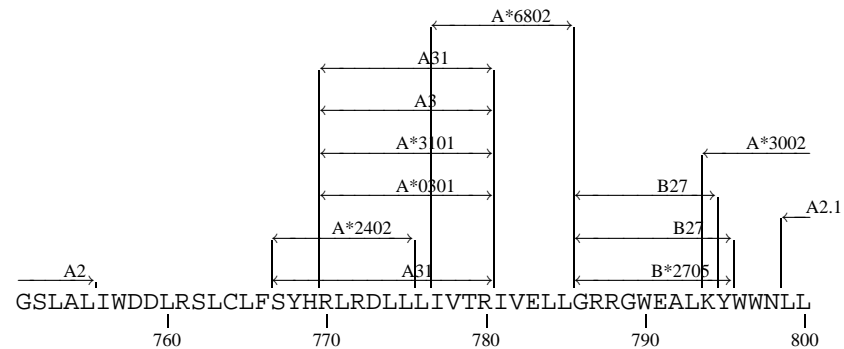 A*6802
A31
A3
A*3101 A*3002
A*0301 B27
A2.1
A*2402 B27
A2 A31 B*2705
GSLALIWDDLRSLCLFSYHRLRDLLLIVTRIVELLGRRGWEALKYWWNLL
760 770 780 790 800